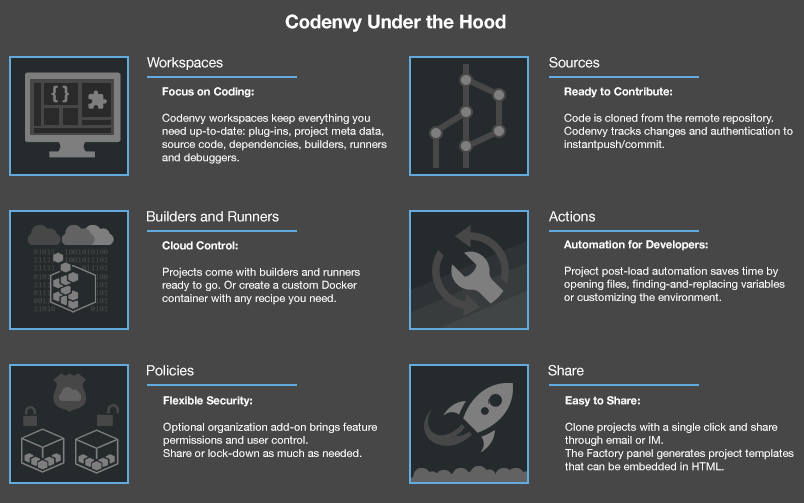 Codenvy Under the Hood
Workspaces
Focus on Coding:
Codenvy workspaces keep everything you
need up-to-date: plug-ins, project meta data,
source code, dependencies, builders, runners
and debuggers.
Sources
Ready to Contribute:
Code is cloned from the remote repository.
Codenvy tracks changes and authentication to
instantpush/commit.
Builders and Runners
Cloud Control:
Projects come with builders and runners
ready to go. Or create a custom Docker
container with any recipe you need.
Actions
Automation for Developers:
Project post-load automation saves time by
opening files, finding-and-replacing variables
or customizing the environment.
Policies
Flexible Security:
Optional organization add-on brings feature
permissions and user control.
Share or lock-down as much as needed.
Share
Easy to Share:
Clone projects with a single click and share
through email or IM.
The Factory panel generates project templates
that can be embedded in HTML.